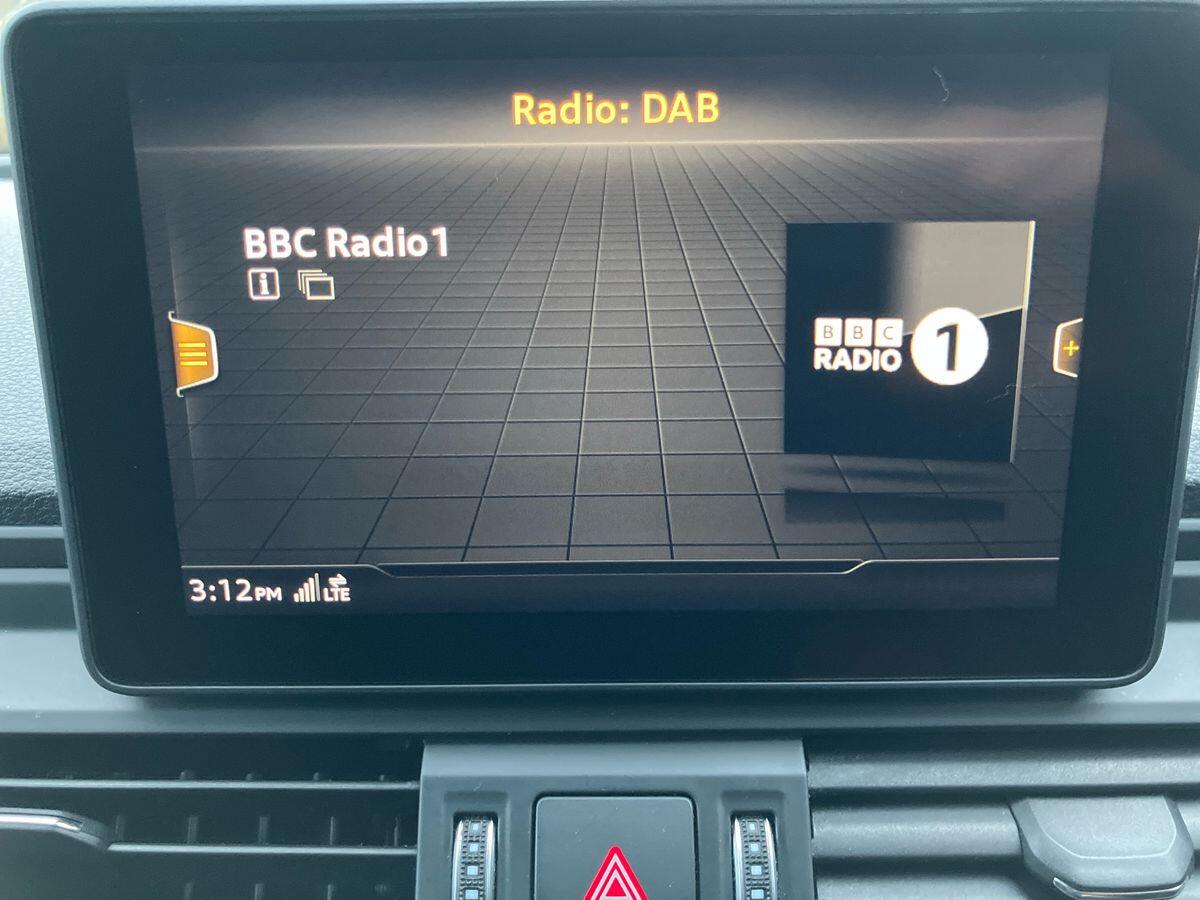 Radio: DAB
BBC Radio1
i
BBC
RADIO 1
+
3:12PM LTE